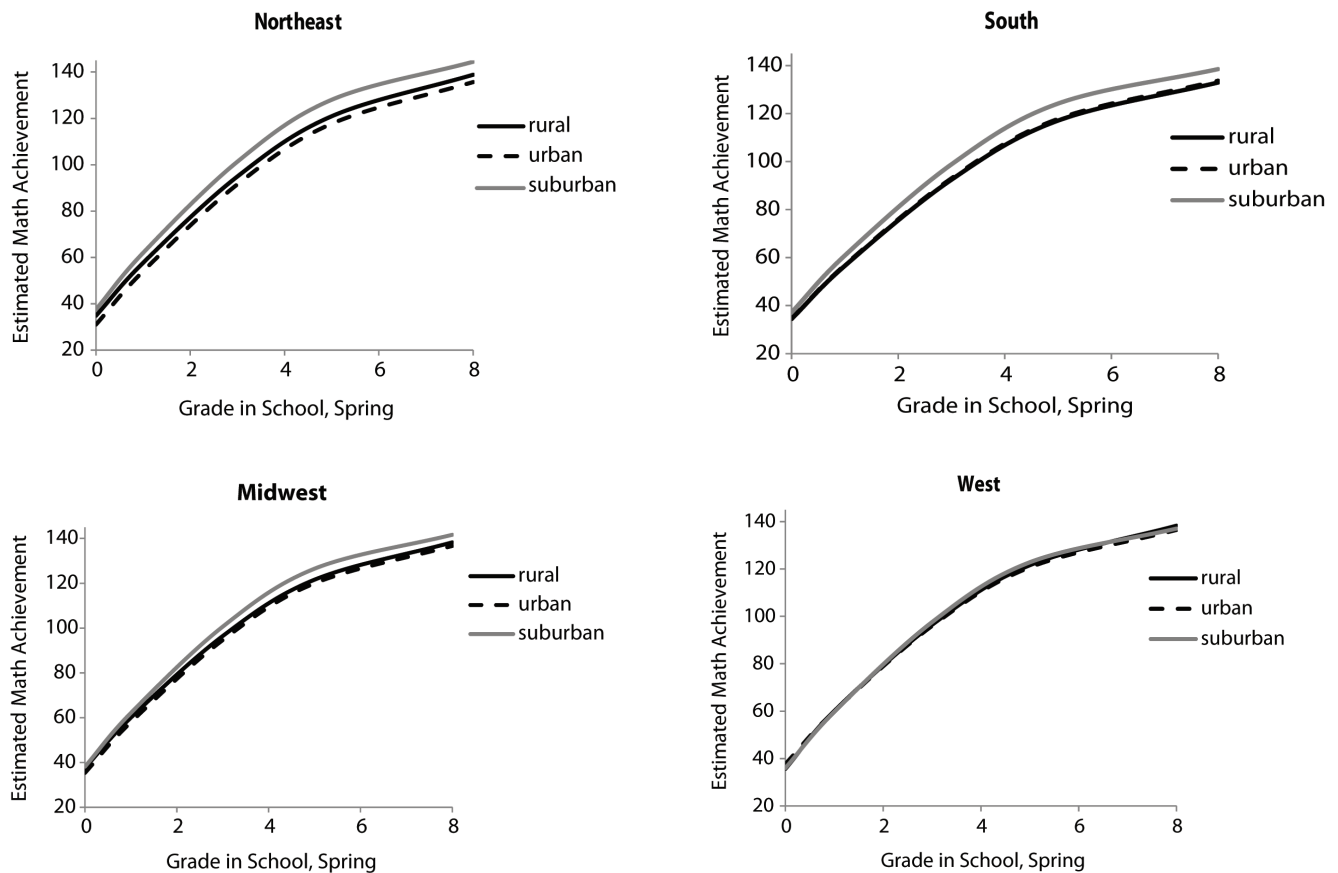 Northeast
Estimated Math Achievement
140
120
100
80
60
40
20
0 2 4 6 8
Grade in School, Spring
rural
urban
suburban
South
Estimated Math Achievement
140
120
100
80
60
40
20
0 2 4 6 8
Grade in School, Spring
rural
urban
suburban
Midwest
Estimated Math Achievement
140
120
100
80
60
40
20
0 2 4 6 8
Grade in School, Spring
rural
urban
suburban
West
Estimated Math Achievement
140
120
100
80
60
40
20
0 2 4 6 8
Grade in School, Spring
rural
urban
suburban